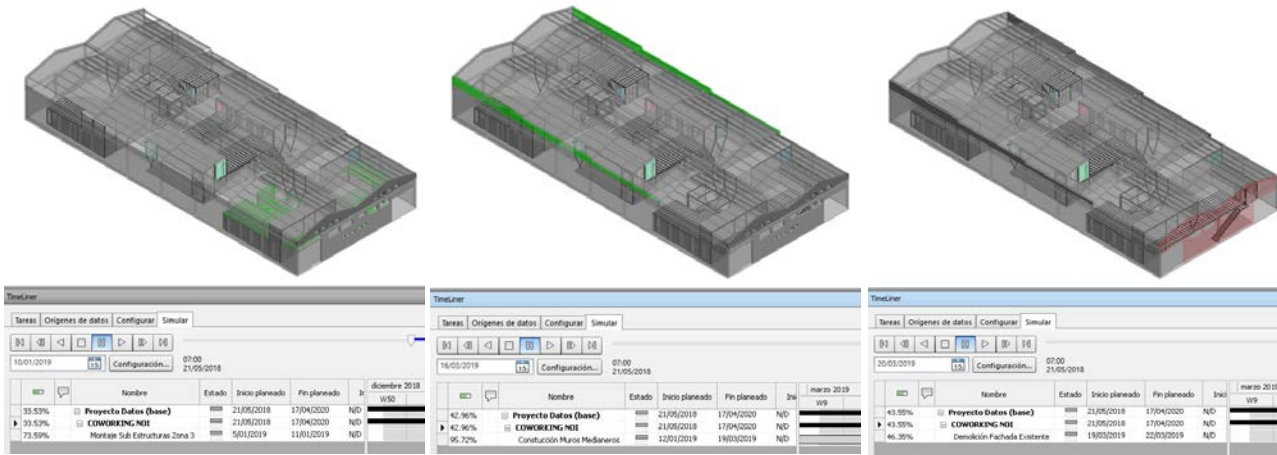 TimeLiner
Tareas Orígenes de datos Configurar Simular
10/01/2019 15 Configuración... 07:00 21/05/2018
Nombre Estado Inicio planeado Fin planeado diciembre 2018 W50
33.53% Proyecto Datos (base) 21/05/2018 17/04/2020 N/D
33.53% COWORKING NOI 21/05/2018 17/04/2020 N/D
73.59% Montaje Sub Estructuras Zona 3 5/01/2019 11/01/2019 N/D
TimeLiner
Tareas Orígenes de datos Configurar Simular
16/03/2019 15 Configuración... 07:00 21/05/2018
Nombre Estado Inicio planeado Fin planeado marzo 2019 W9
42.96% Proyecto Datos (base) 21/05/2018 17/04/2020 N/D
42.96% COWORKING NOI 21/05/2018 17/04/2020 N/D
95.72% Constucción Muros Medianeros 12/01/2019 19/03/2019 N/D
TimeLiner
Tareas Orígenes de datos Configurar Simular
20/03/2019 15 Configuración... 07:00 21/05/2018
Nombre Estado Inicio planeado Fin planeado marzo 2019 W9
43.55% Proyecto Datos (base) 21/05/2018 17/04/2020 N/D
43.55% COWORKING NOI 21/05/2018 17/04/2020 N/D
46.35% Demolición Fachada Existente 19/03/2019 22/03/2019 N/D